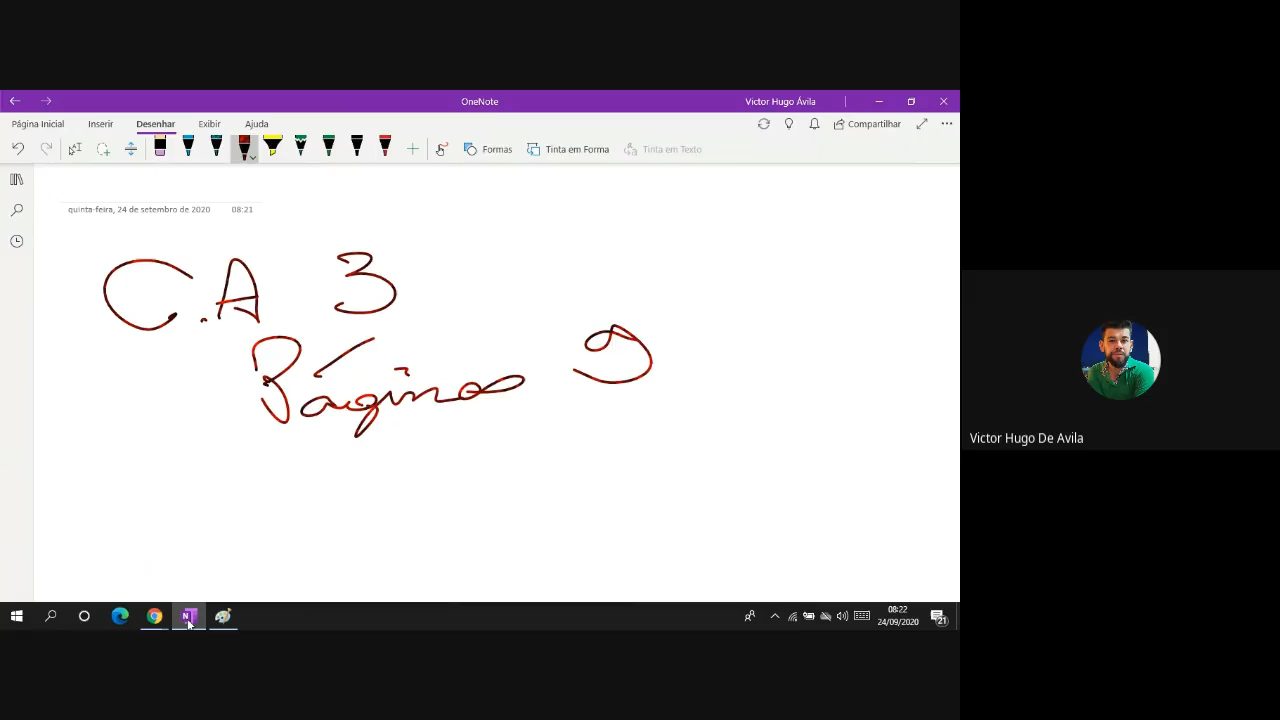 OneNote
Victor Hugo Ávila
Página Inicial Inserir Desenhar Exibir Ajuda
Compartilhar
Formas Tinta em Forma Tinta em Texto
quinta-feira, 24 de setembro de 2020 08:21
C.A 3
Página 9
Victor Hugo De Avila
N
08:22
24/09/2020
21